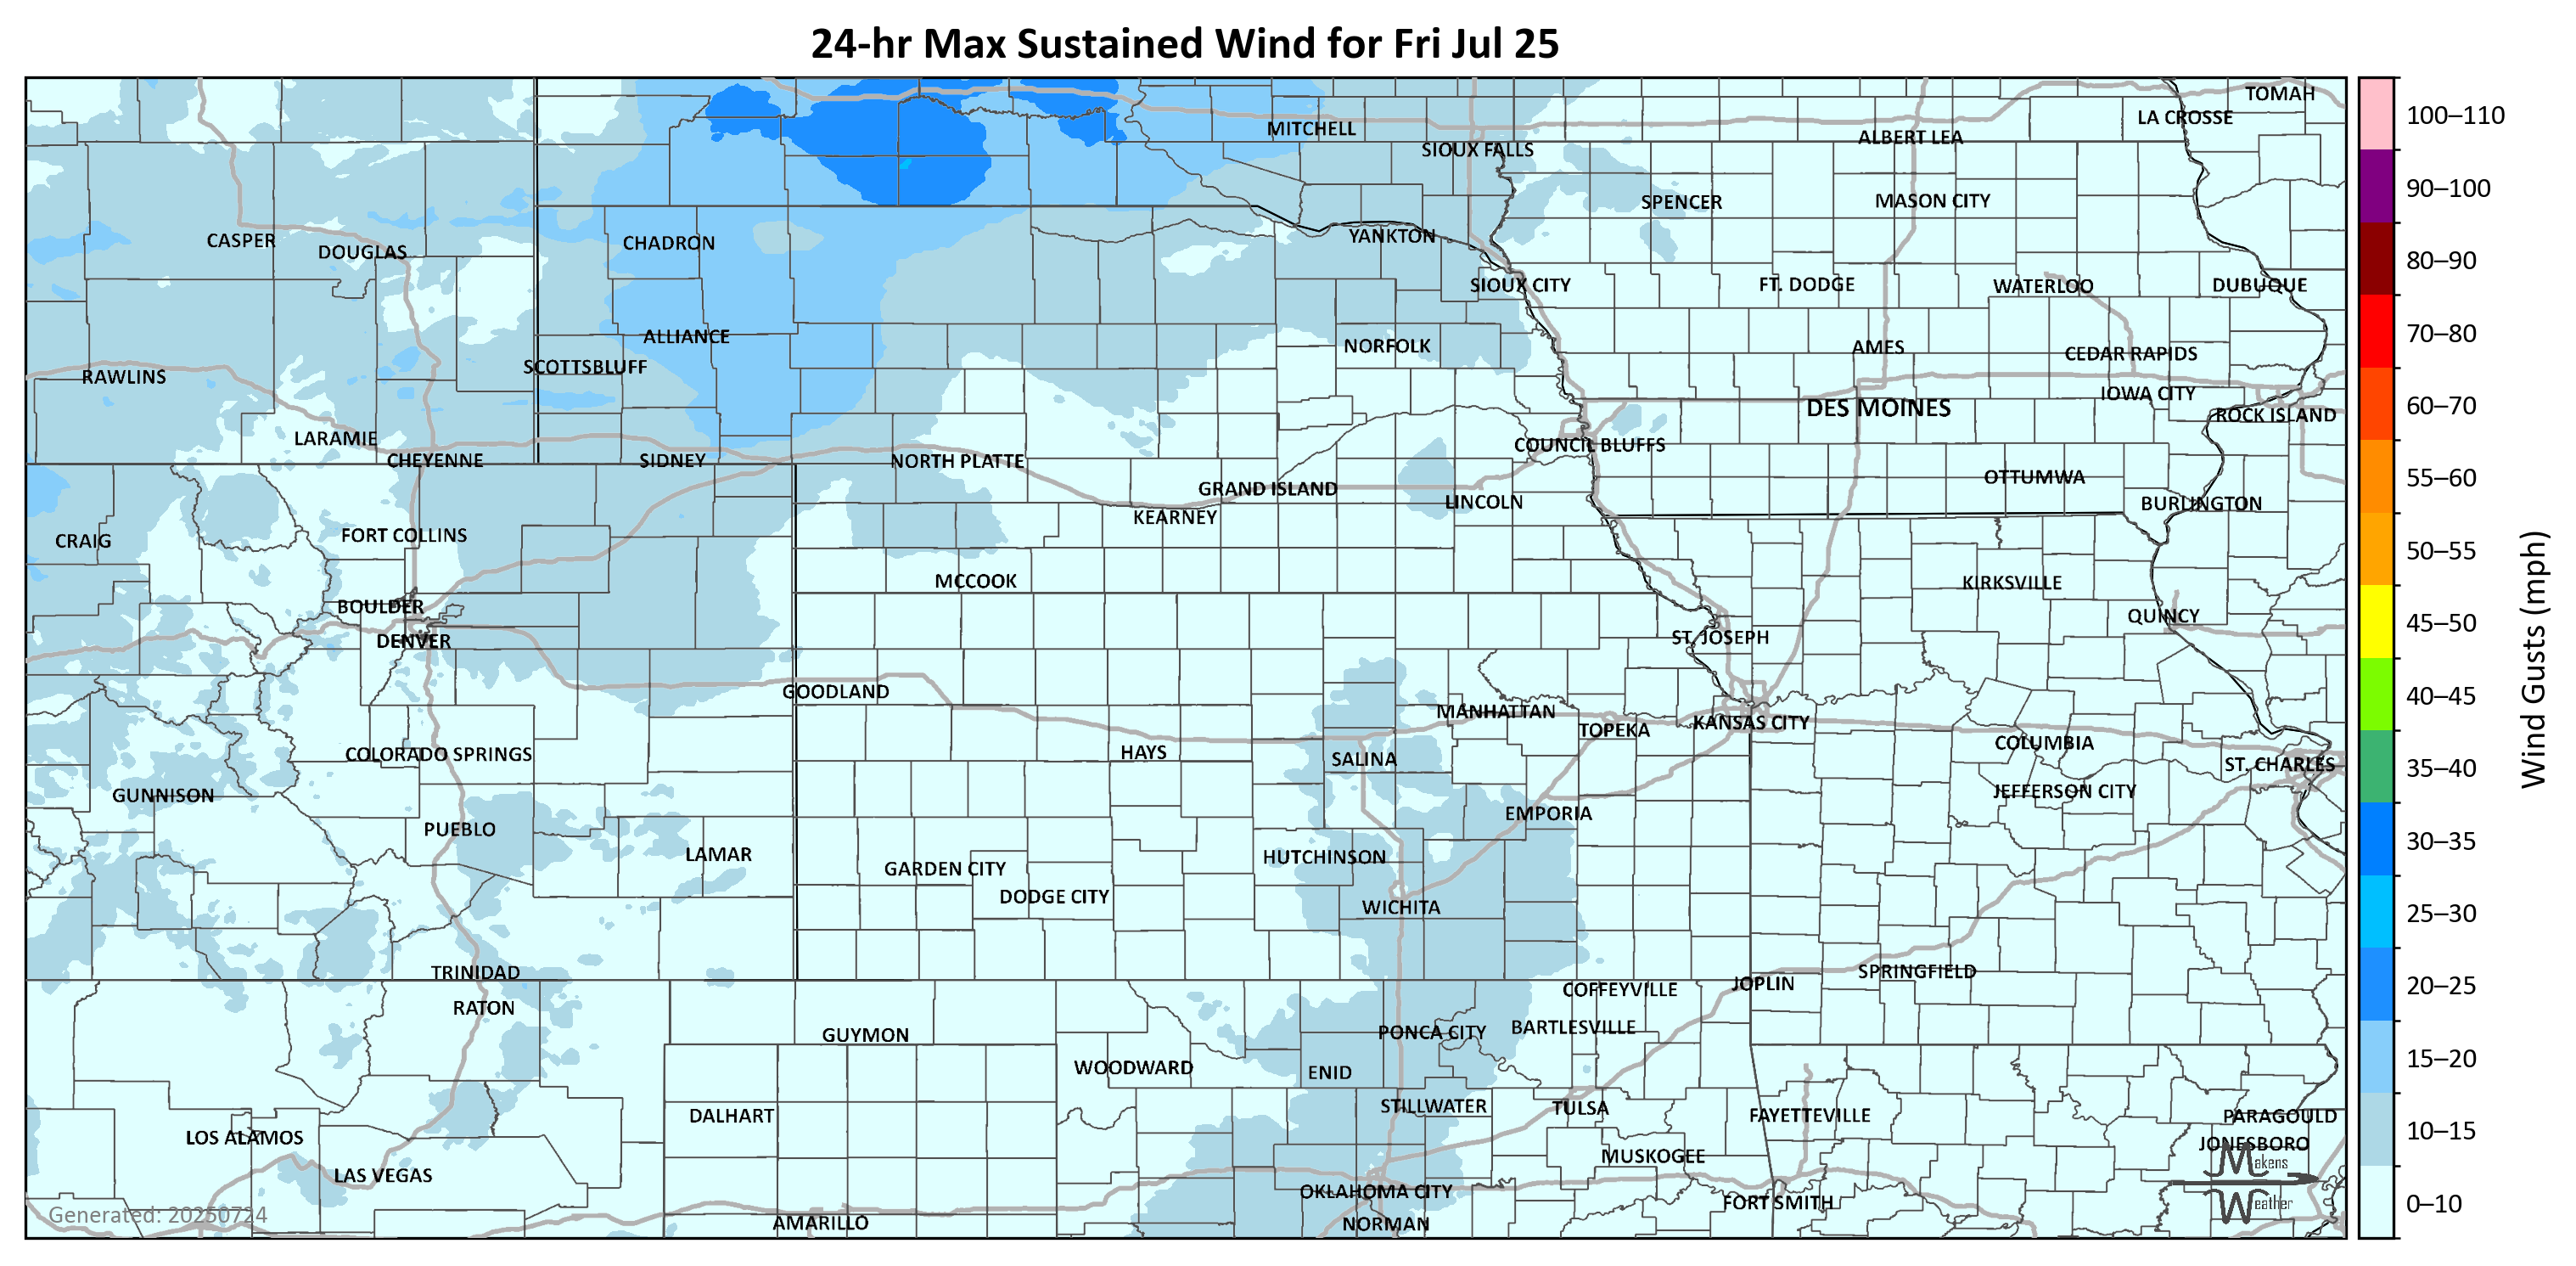 24-hr Max Sustained Wind for Fri Jul 25
TOMAH
LA CROSSE
MITCHELL
ALBERT LEA
SIOUX FALLS
SPENCER
MASON CITY
CASPER
DOUGLAS
CHADRON
YANKTON
SIOUX CITY
FT. DODGE
WATERLOO
DUBUQUE
ALLIANCE
NORFOLK
AMES
CEDAR RAPIDS
SCOTTSBLUFF
RAWLINS
IOWA CITY
DES MOINES
ROCK ISLAND
LARAMIE
COUNCIL BLUFFS
CHEYENNE
SIDNEY
NORTH PLATTE
OTTUMWA
GRAND ISLAND
LINCOLN
BURLINGTON
KEARNEY
FORT COLLINS
CRAIG
MCCOOK
KIRKSVILLE
BOULDER
QUINCY
DENVER
ST. JOSEPH
GOODLAND
MANHATTAN
TOPEKA
KANSAS CITY
COLUMBIA
COLORADO SPRINGS
HAYS
SALINA
ST. CHARLES
GUNNISON
JEFFERSON CITY
EMPORIA
PUEBLO
LAMAR
HUTCHINSON
GARDEN CITY
DODGE CITY
WICHITA
TRINIDAD
SPRINGFIELD
JOPLIN
COFFEYVILLE
RATON
GUYMON
PONCA CITY
BARTLESVILLE
WOODWARD
ENID
STILLWATER
TULSA
DALHART
FAYETTEVILLE
PARAGOULD
LOS ALAMOS
JONESBORO
MUSKOGEE
LAS VEGAS
OKLAHOMA CITY
FORT SMITH
AMARILLO
NORMAN
Generated: 20250724
Makens
Weather
100–110
90–100
80–90
70–80
60–70
55–60
50–55
45–50
40–45
35–40
30–35
25–30
20–25
15–20
10–15
0–10
Wind Gusts (mph)